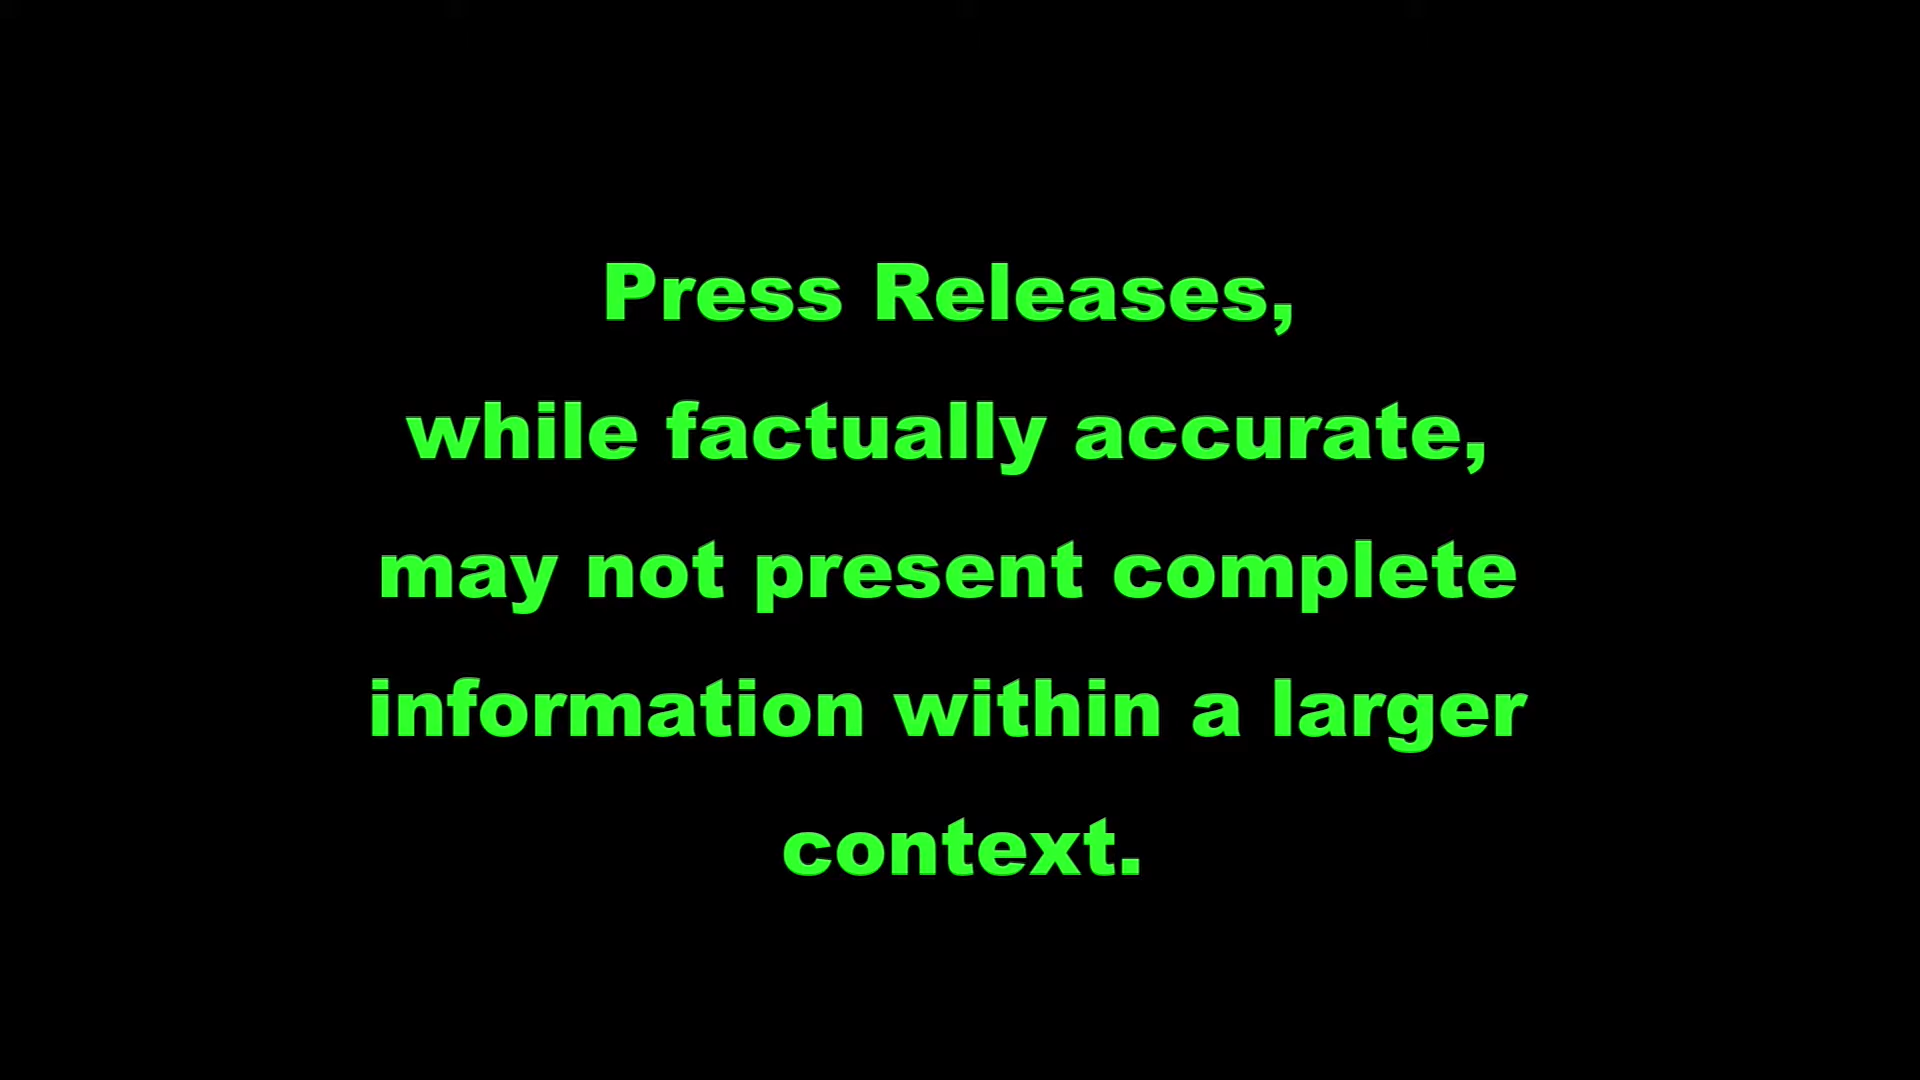 Press Releases,
while factually accurate,
may not present complete
information within a larger
context.